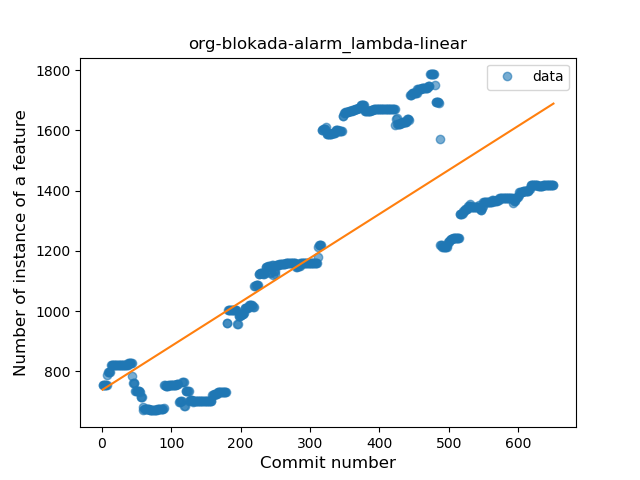 org-blokada-alarm_lambda-linear
data
Number of instance of a feature
1800
1600
1400
1200
1000
800
0 100 200 300 400 500 600
Commit number